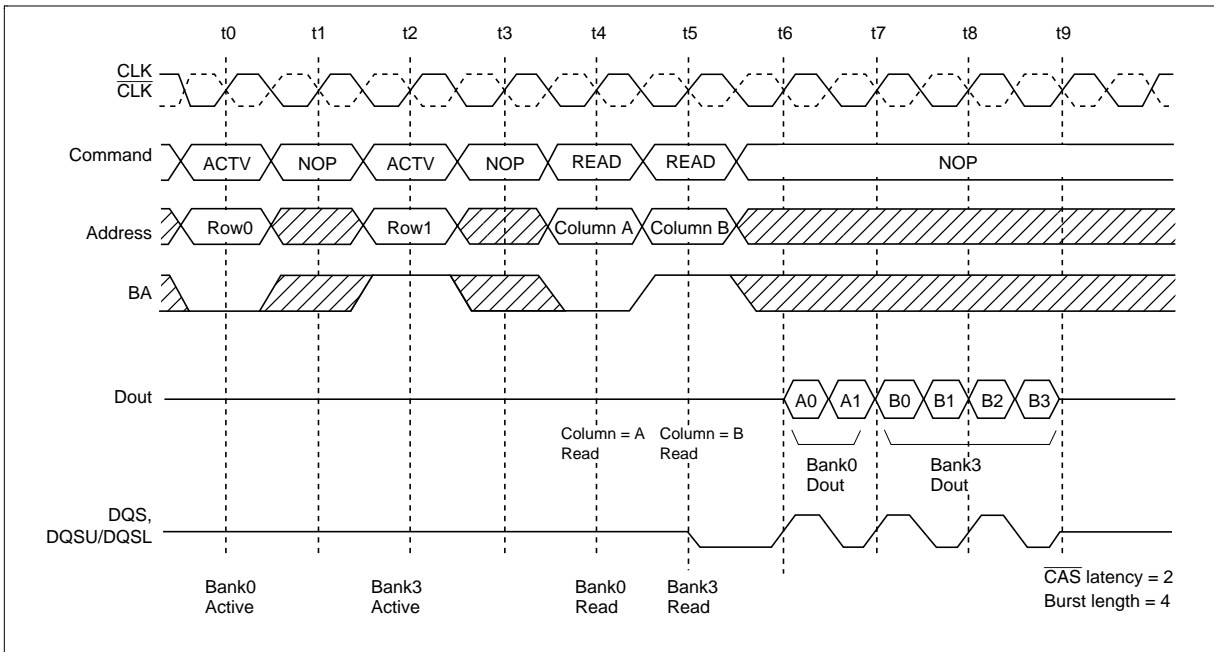 t0 t1 t2 t3 t4 t5 t6 t7 t8 t9
CLK
CLK
Command ACTV NOP ACTV NOP READ READ NOP
Address Row0 Row1 Column A Column B
BA
Dout A0 A1 B0 B1 B2 B3
Column = A Column = B
Read Read
Bank0 Bank3
Dout Dout
DQS,
DQSU/DQSL
Bank0 Bank3 Bank0 Bank3
Active Active Read Read
CAS latency = 2
Burst length = 4